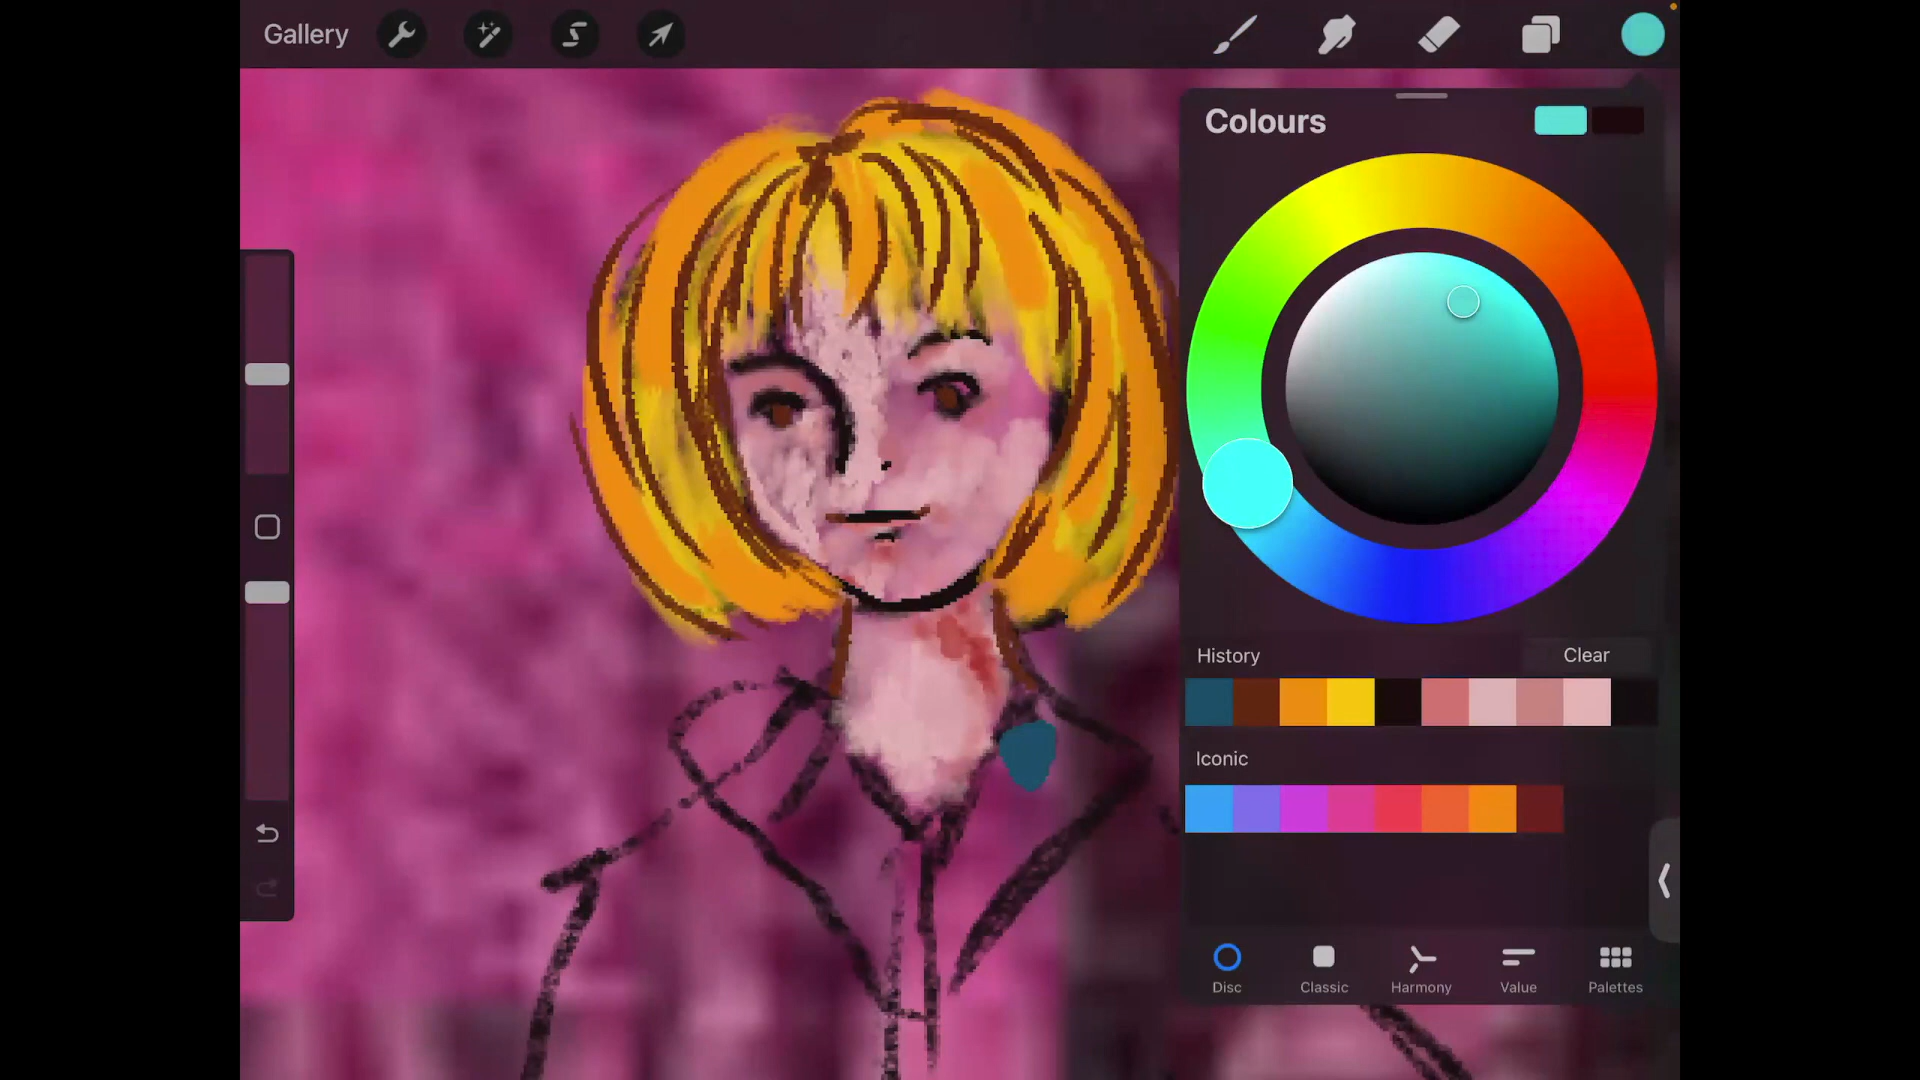 Gallery
Colours
History
Clear
Iconic
Disc
Classic
Harmony
Value
Palettes